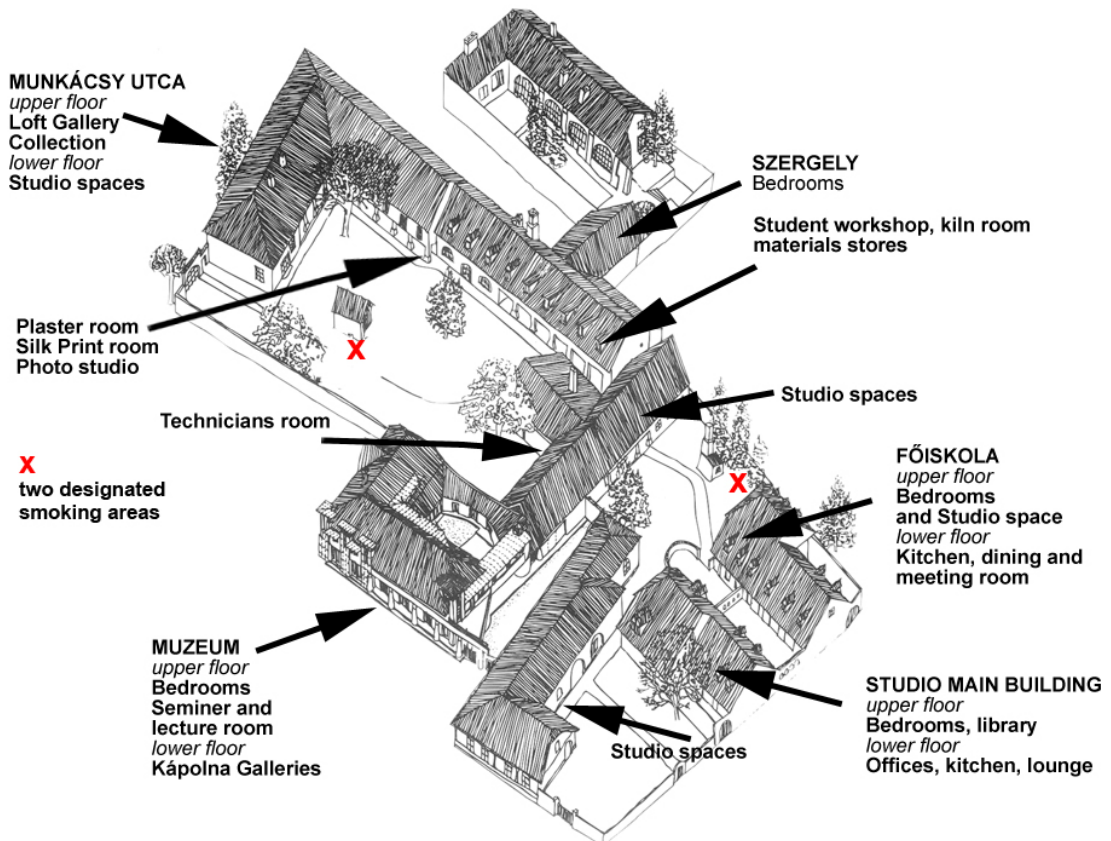 MUNKÁCSY UTCA
upper floor
Loft Gallery
Collection
lower floor
Studio spaces
SZERGELY
Bedrooms
Student workshop, kiln room
materials stores
Plaster room
Silk Print room
Photo studio
X
Technicians room
Studio spaces
X
two designated
smoking areas
X
FŐISKOLA
upper floor
Bedrooms
and Studio space
lower floor
Kitchen, dining and
meeting room
MUZEUM
upper floor
Bedrooms
Seminer and
lecture room
lower floor
Kápolna Galleries
Studio spaces
STUDIO MAIN BUILDING
upper floor
Bedrooms, library
lower floor
Offices, kitchen, lounge